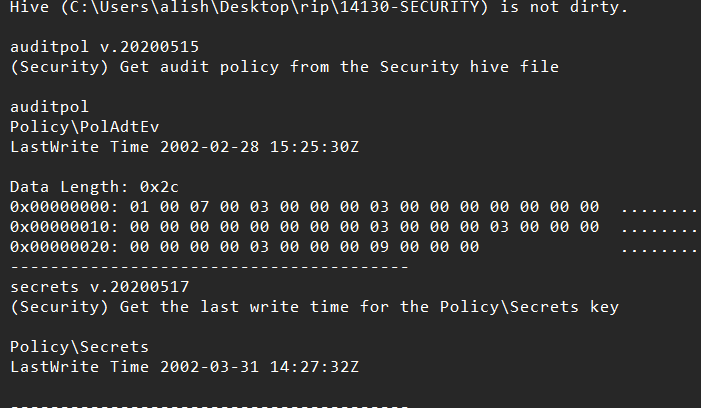 Hive (C:\Users\alish\Desktop\rip\14130-SECURITY) is not dirty.
auditpol v.20200515
(Security) Get audit policy from the Security hive file
auditpol
Policy\PolAdtEv
LastWrite Time 2002-02-28 15:25:30Z
Data Length: 0x2c
0x00000000: 01 00 07 00 03 00 00 00 03 00 00 00 00 00 00 00 ........
0x00000010: 00 00 00 00 00 00 00 00 03 00 00 00 03 00 00 00 ........
0x00000020: 00 00 00 00 03 00 00 00 09 00 00 00 ........
----------------------------------------
secrets v.20200517
(Security) Get the last write time for the Policy\Secrets key
Policy\Secrets
LastWrite Time 2002-03-31 14:27:32Z
----------------------------------------